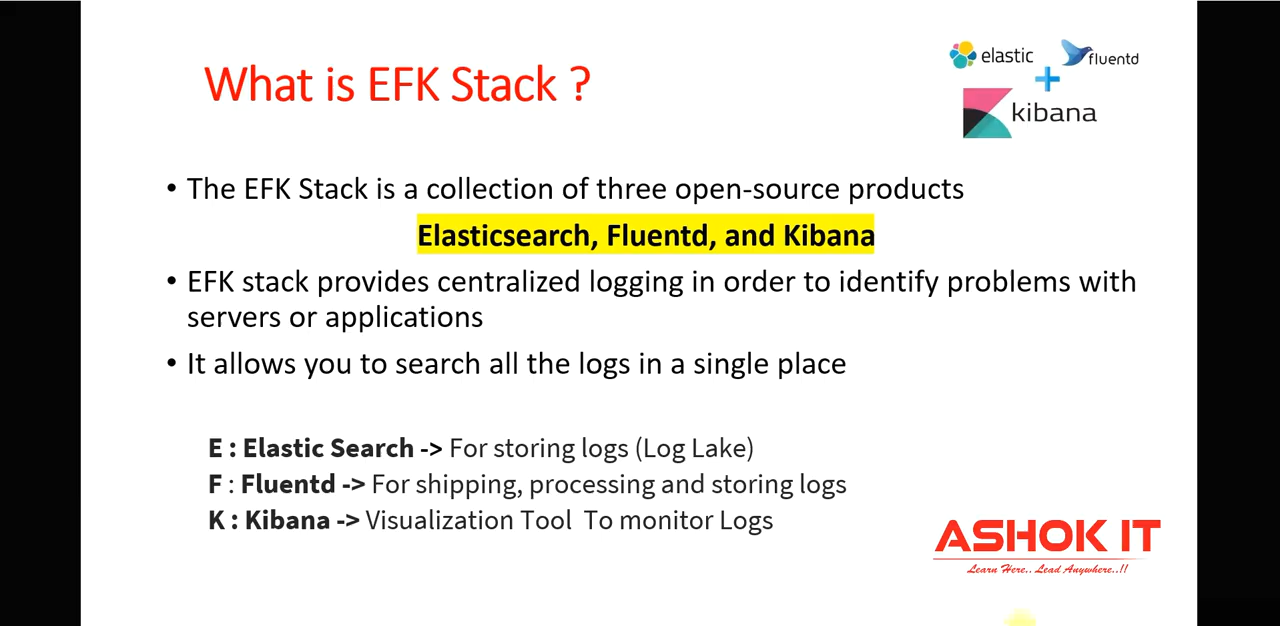 What is EFK Stack ?
elastic
fluentd
kibana
• The EFK Stack is a collection of three open-source products
Elasticsearch, Fluentd, and Kibana
• EFK stack provides centralized logging in order to identify problems with
servers or applications
• It allows you to search all the logs in a single place
E : Elastic Search -> For storing logs (Log Lake)
F : Fluentd -> For shipping, processing and storing logs
K : Kibana -> Visualization Tool To monitor Logs
ASHOK IT
Learn Here.. Lead Anywhere..!!